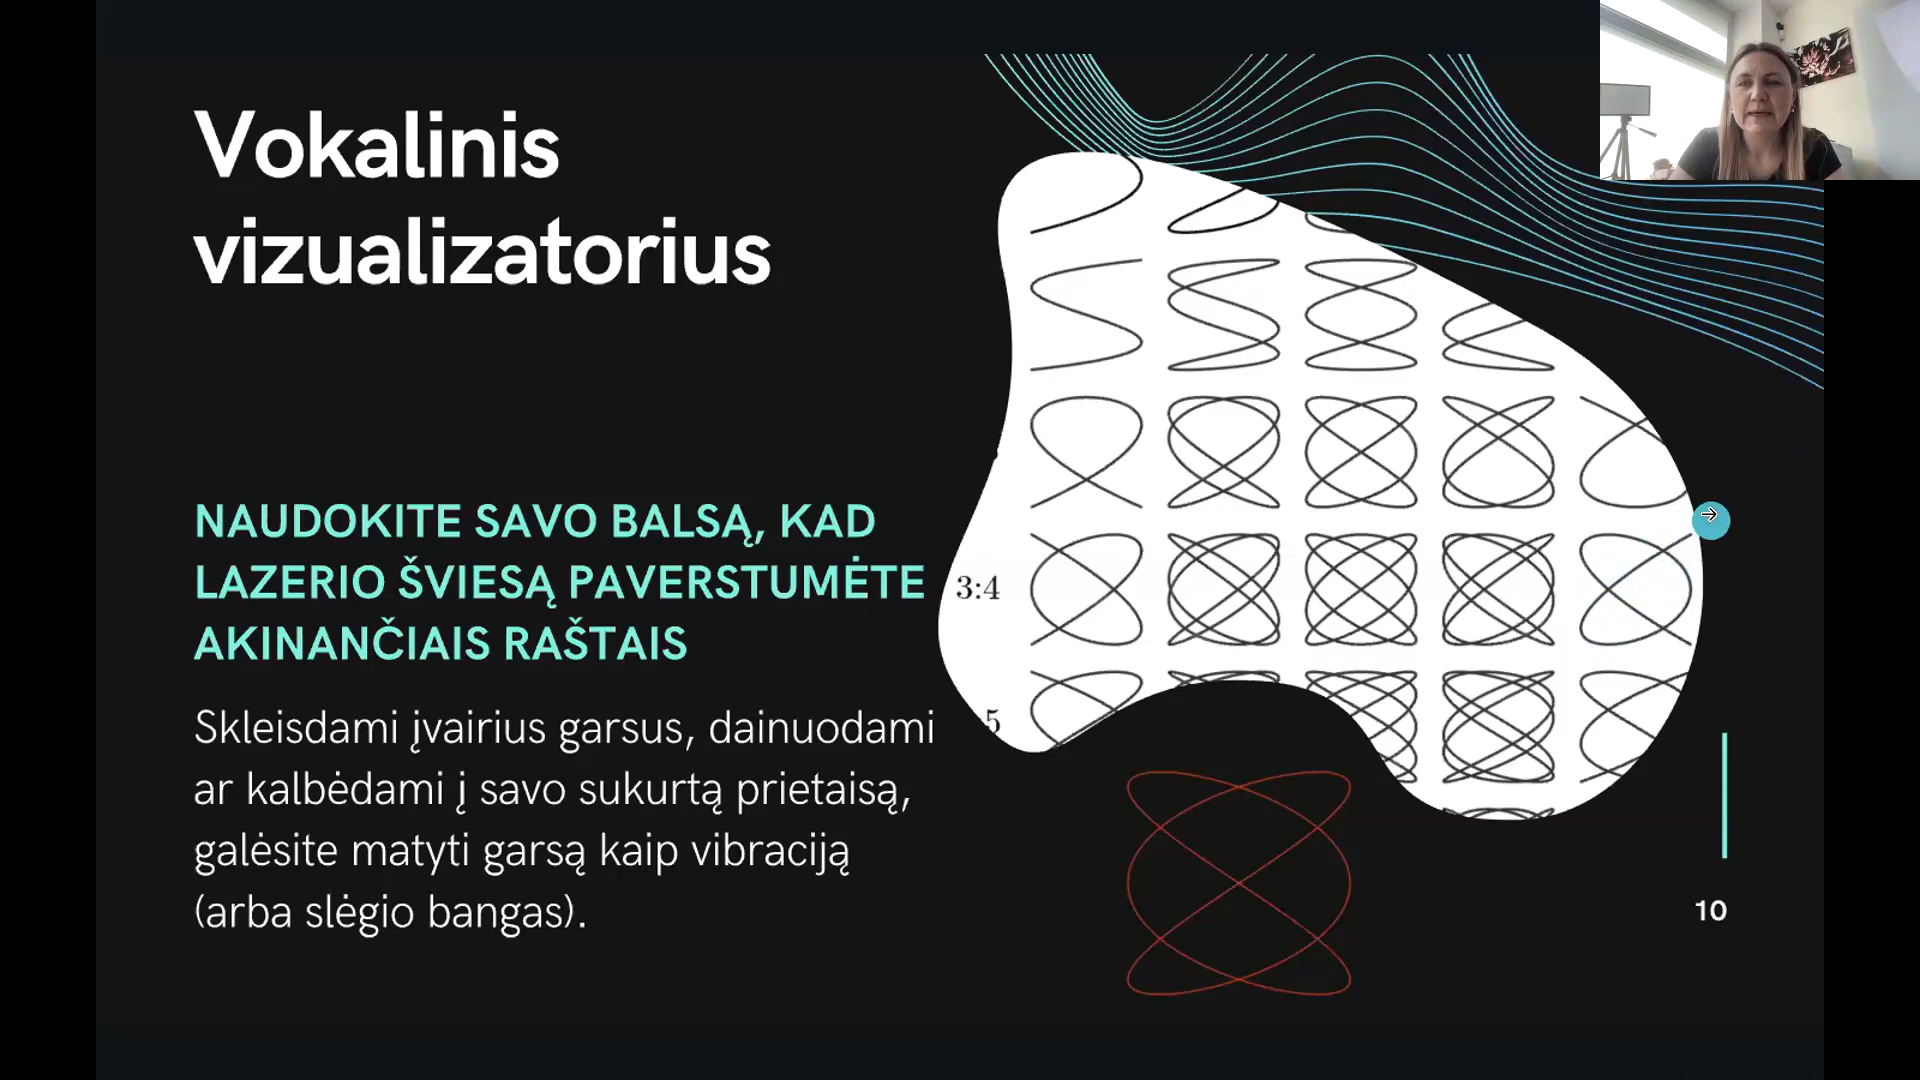 Vokalinis
vizualizatorius
NAUDOKITE SAVO BALSĄ, KAD
LAZERIO ŠVIESĄ PAVERSTUMĖTE
AKINANČIAIS RAŠTAIS
Skleisdami įvairius garsus, dainuodami
ar kalbėdami į savo sukurtą prietaisą,
galėsite matyti garsą kaip vibraciją
(arba slėgio bangas).
3:4
5
10